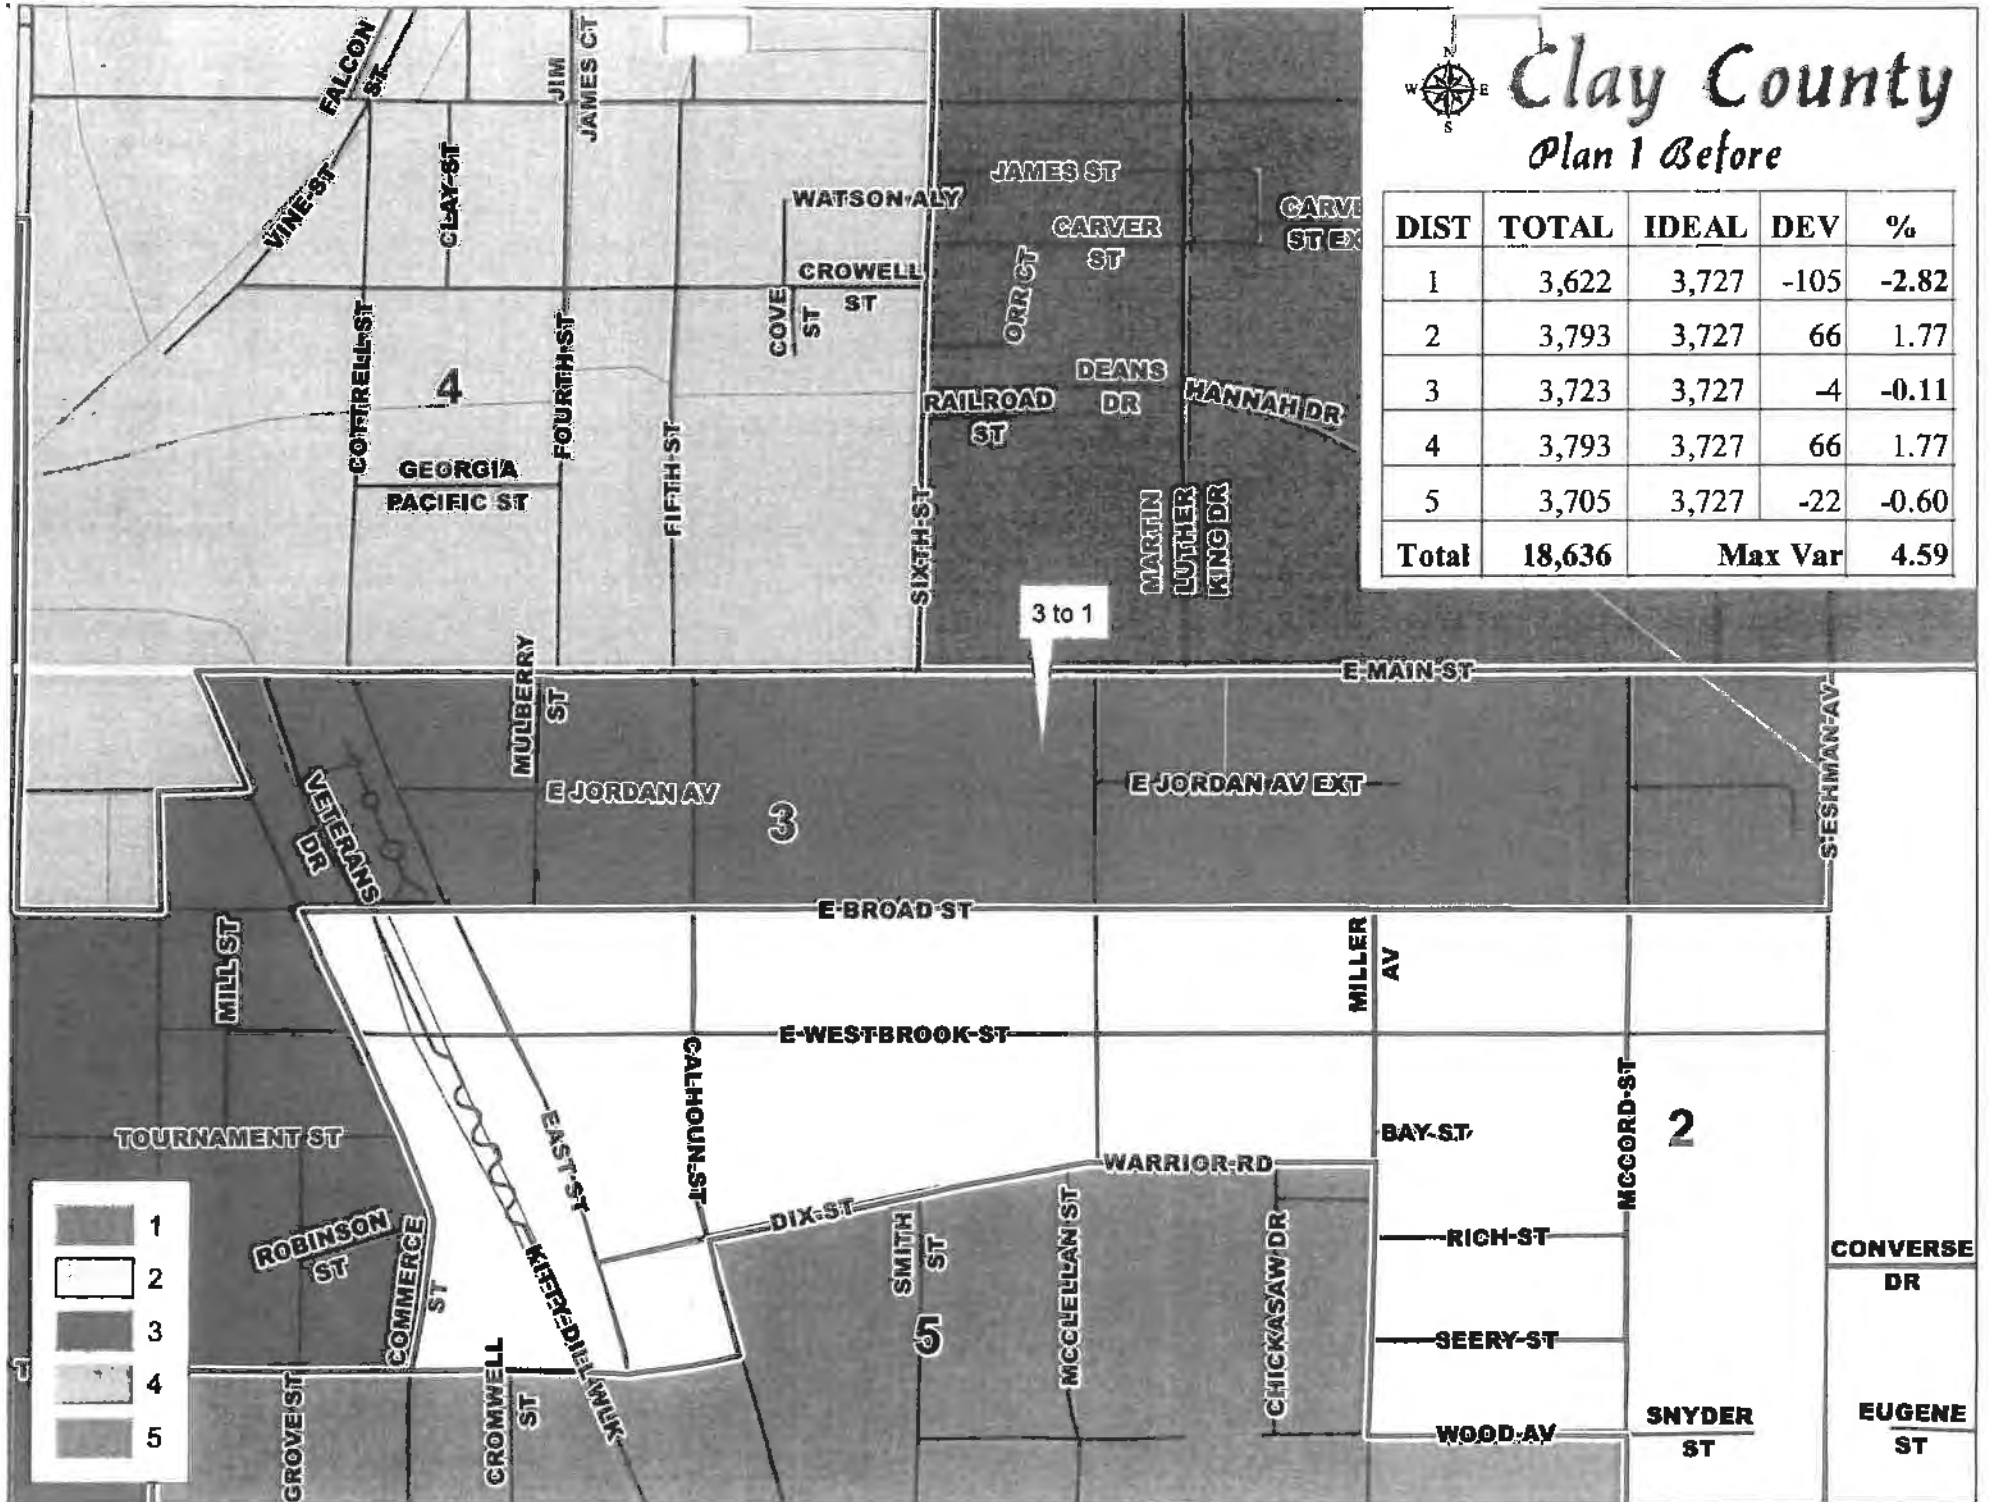 FALCON
ST
JIM
JAMES CT
N
W E
S
Clay County
Plan 1 Before
DIST TOTAL IDEAL DEV %
1 3,622 3,727 -105 -2.82
2 3,793 3,727 66 1.77
3 3,723 3,727 -4 -0.11
4 3,793 3,727 66 1.77
5 3,705 3,727 -22 -0.60
Total 18,636 Max Var 4.59
VINE ST
CLAY ST
WATSON ALY
JAMES ST
CARVER
ST
CARVE
ST EX
CROWELL
ST
COVE
ST
ORR CT
COTTRELL ST
4
FOURTH ST
FIFTH ST
SIXTH ST
RAILROAD
ST
DEANS
DR
HANNAH DR
GEORGIA
PACIFIC ST
MARTIN
LUTHER
KING DR
3 to 1
E MAIN ST
MULBERRY
ST
VETERANS
DR
E JORDAN AV
3
E JORDAN AV EXT
S ESHMAN AV
E BROAD ST
MILL ST
MILLER
AV
E WESTBROOK ST
CALHOUN ST
EAST ST
TOURNAMENT ST
BAY ST
MCCORD ST
2
WARRIOR RD
DIX ST
ROBINSON
ST
COMMERCE
ST
KITTY DILL WLK
SMITH
ST
MCCLELLAN ST
CHICKASAW DR
RICH ST
CONVERSE
DR
5
SEERY ST
T
GROVE ST
CROMWELL
ST
WOOD AV
SNYDER
ST
EUGENE
ST
1
2
3
4
5